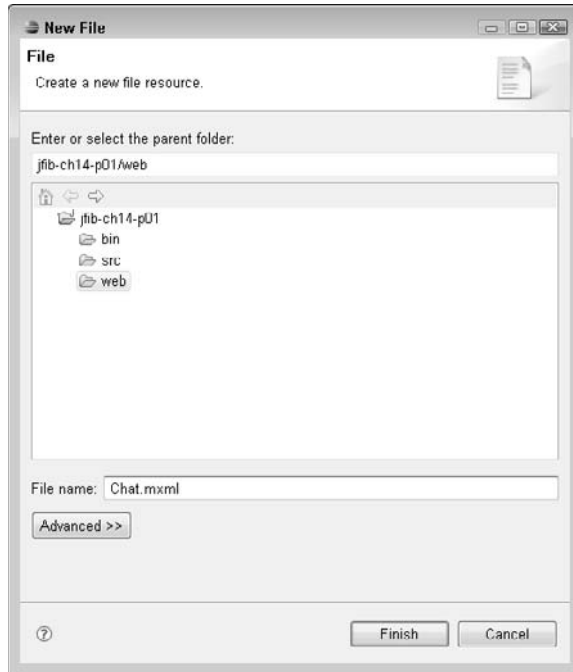 New File
File
Create a new file resource.
Enter or select the parent folder:
jfib-ch14-p01/web
jfib-ch14-p01
bin
src
web
File name: Chat.mxml
Advanced >>
Finish Cancel